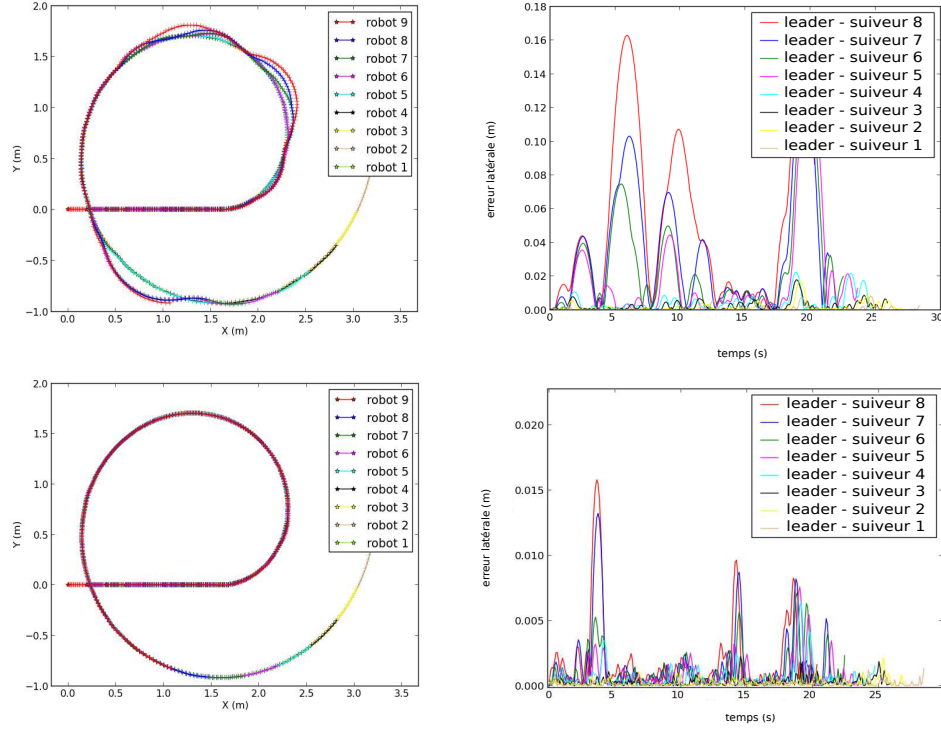 2.0
1.5
1.0
0.5
0.0
−0.5
−1.0
0.0 0.5 1.0 1.5 2.0 2.5 3.0 3.5
X (m)
Y (m)
robot 9
robot 8
robot 7
robot 6
robot 5
robot 4
robot 3
robot 2
robot 1
0.18
0.16
0.14
0.12
0.10
0.08
0.06
0.04
0.02
0.00
0 5 10 15 20 25 30
temps (s)
erreur latérale (m)
leader - suiveur 8
leader - suiveur 7
leader - suiveur 6
leader - suiveur 5
leader - suiveur 4
leader - suiveur 3
leader - suiveur 2
leader - suiveur 1
2.0
1.5
1.0
0.5
0.0
−0.5
−1.0
0.0 0.5 1.0 1.5 2.0 2.5 3.0 3.5
X (m)
Y (m)
robot 9
robot 8
robot 7
robot 6
robot 5
robot 4
robot 3
robot 2
robot 1
0.020
0.015
0.010
0.005
0.000
0 5 10 15 20 25
temps (s)
erreur latérale (m)
leader - suiveur 8
leader - suiveur 7
leader - suiveur 6
leader - suiveur 5
leader - suiveur 4
leader - suiveur 3
leader - suiveur 2
leader - suiveur 1